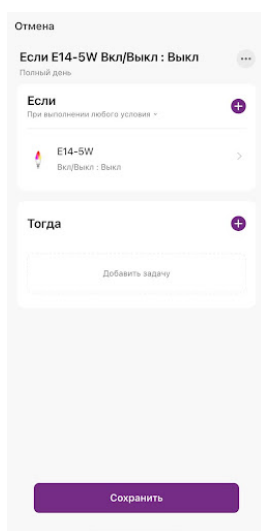 Отмена
Если E14-5W Вкл/Выкл : Выкл
Полный день
Если
При выполнении любого условия
E14-5W
Вкл/Выкл : Выкл
Тогда
Добавить задачу
Сохранить